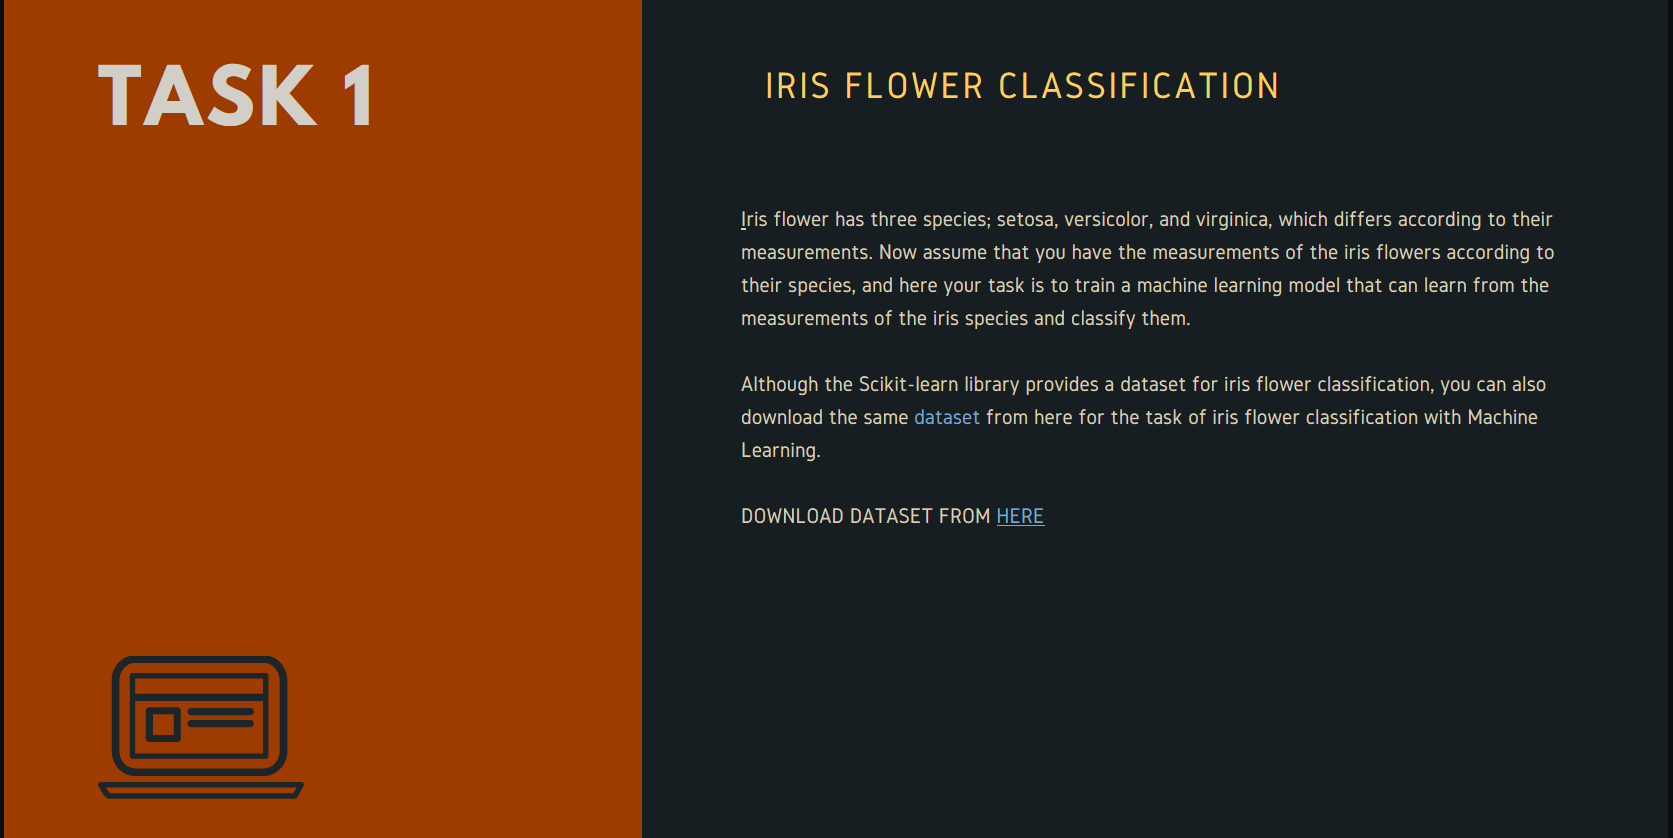 TASK 1
IRIS FLOWER CLASSIFICATION
Iris flower has three species; setosa, versicolor, and virginica, which differs according to their
measurements. Now assume that you have the measurements of the iris flowers according to
their species, and here your task is to train a machine learning model that can learn from the
measurements of the iris species and classify them.
Although the Scikit-learn library provides a dataset for iris flower classification, you can also
download the same dataset from here for the task of iris flower classification with Machine
Learning.
DOWNLOAD DATASET FROM HERE